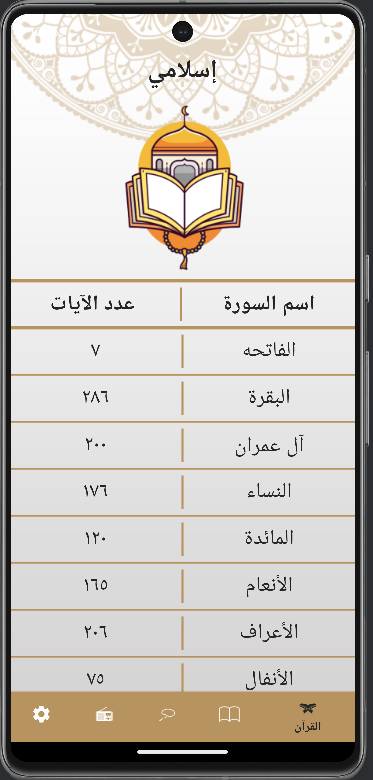 إسلامي
اسم السورة عدد الآيات
الفاتحه ٧
البقرة ٢٨٦
آل عمران ٢٠٠
النساء ١٧٦
المائدة ١٢٠
الأنعام ١٦٥
الأعراف ٢٠٦
الأنفال ٧٥
القرآن